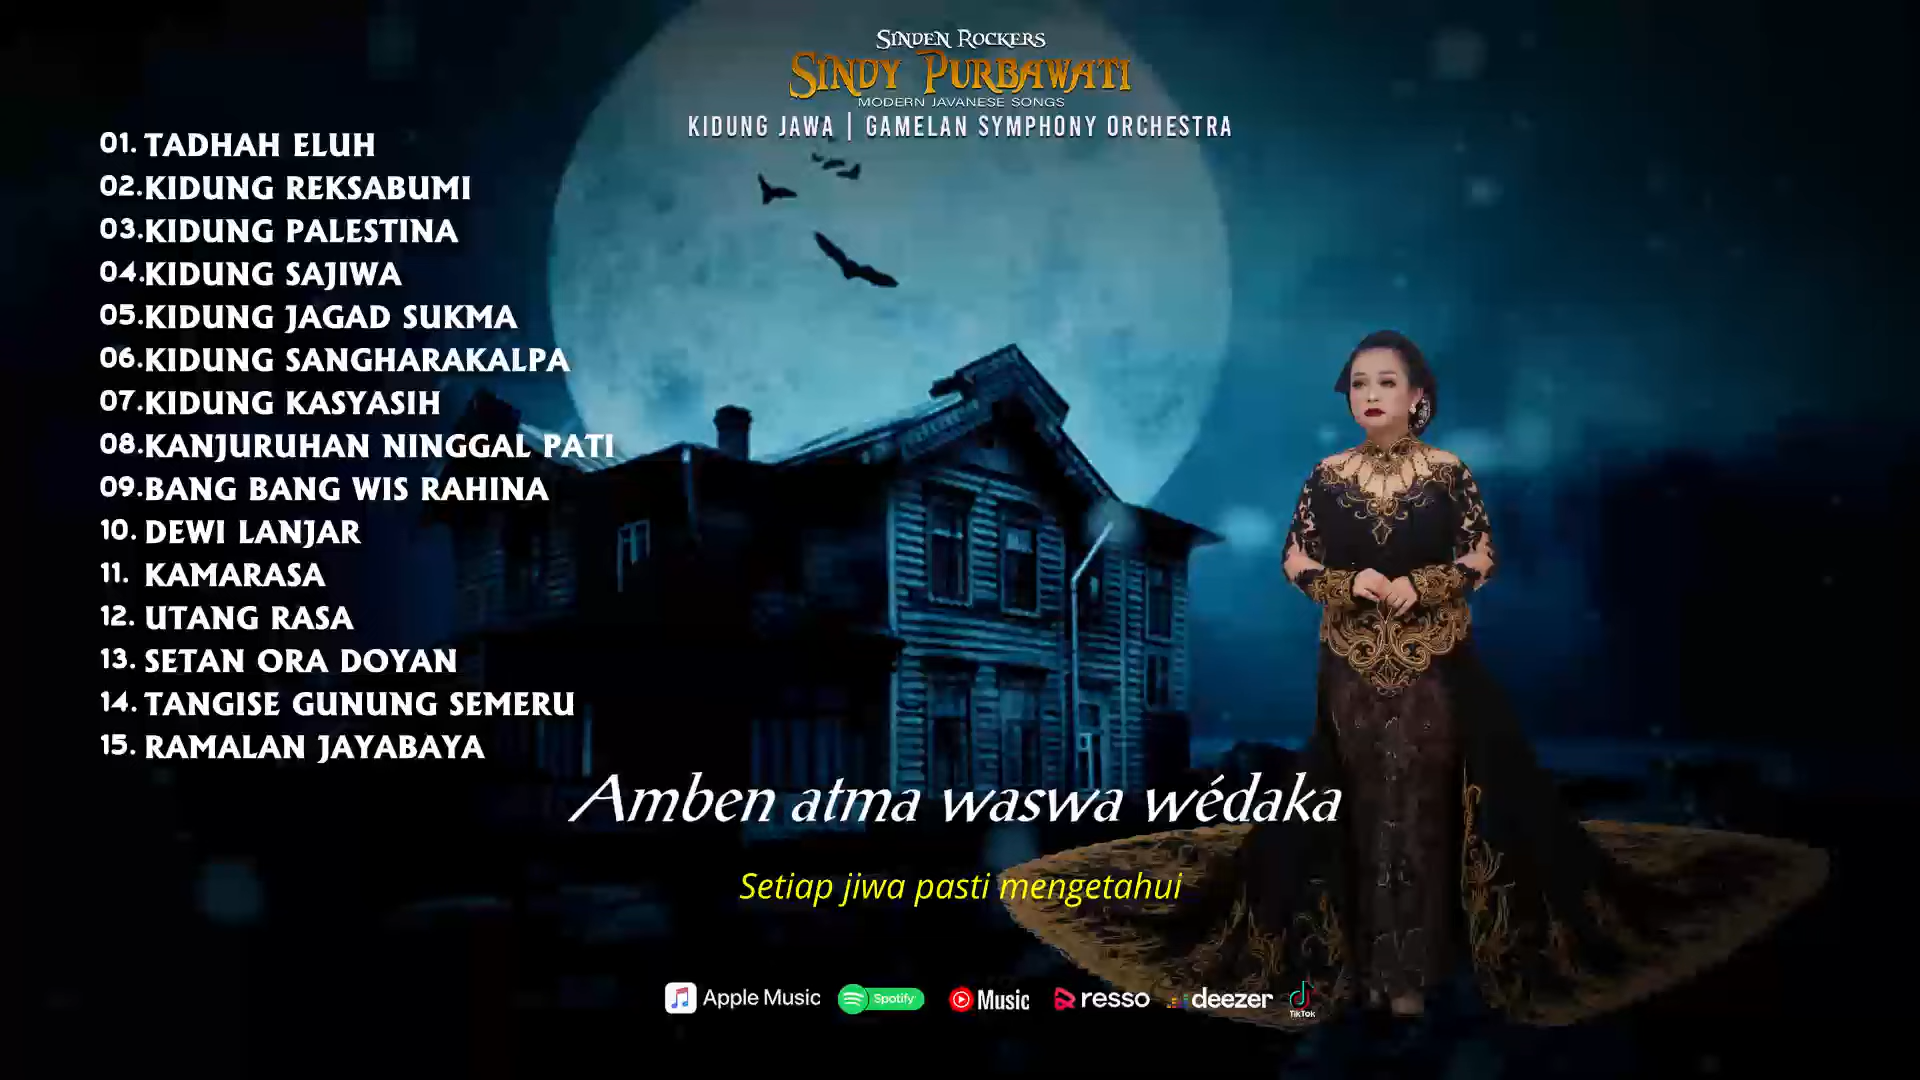 SINDEN ROCKERS
SINDY PURBAWATI
MODERN JAVANESE SONGS
KIDUNG JAWA | GAMELAN SYMPHONY ORCHESTRA
01. TADHAH ELUH
02. KIDUNG REKSABUMI
03. KIDUNG PALESTINA
04. KIDUNG SAJIWA
05. KIDUNG JAGAD SUKMA
06. KIDUNG SANGHARAKALPA
07. KIDUNG KASYASIH
08. KANJURUHAN NINGGAL PATI
09. BANG BANG WIS RAHINA
10. DEWI LANJAR
11. KAMARASA
12. UTANG RASA
13. SETAN ORA DOYAN
14. TANGISE GUNUNG SEMERU
15. RAMALAN JAYABAYA
Amben atma waswa wédaka
Setiap jiwa pasti mengetahui
Apple Music Spotify Music resso deezer TikTok